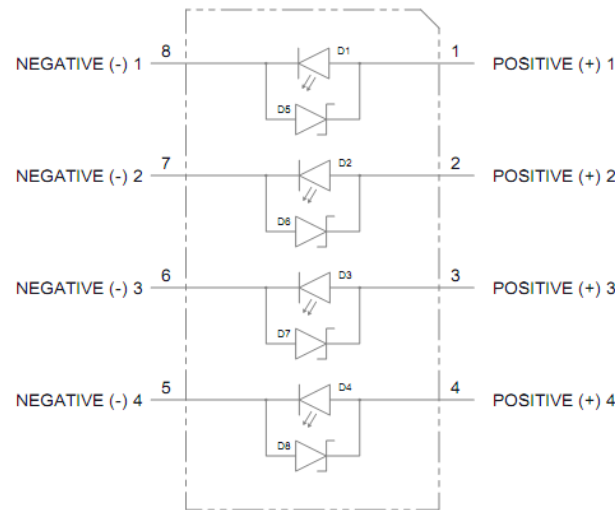 NEGATIVE (-) 1 8 D1 1 POSITIVE (+) 1
D5
NEGATIVE (-) 2 7 D2 2 POSITIVE (+) 2
D6
NEGATIVE (-) 3 6 D3 3 POSITIVE (+) 3
D7
NEGATIVE (-) 4 5 D4 4 POSITIVE (+) 4
D8